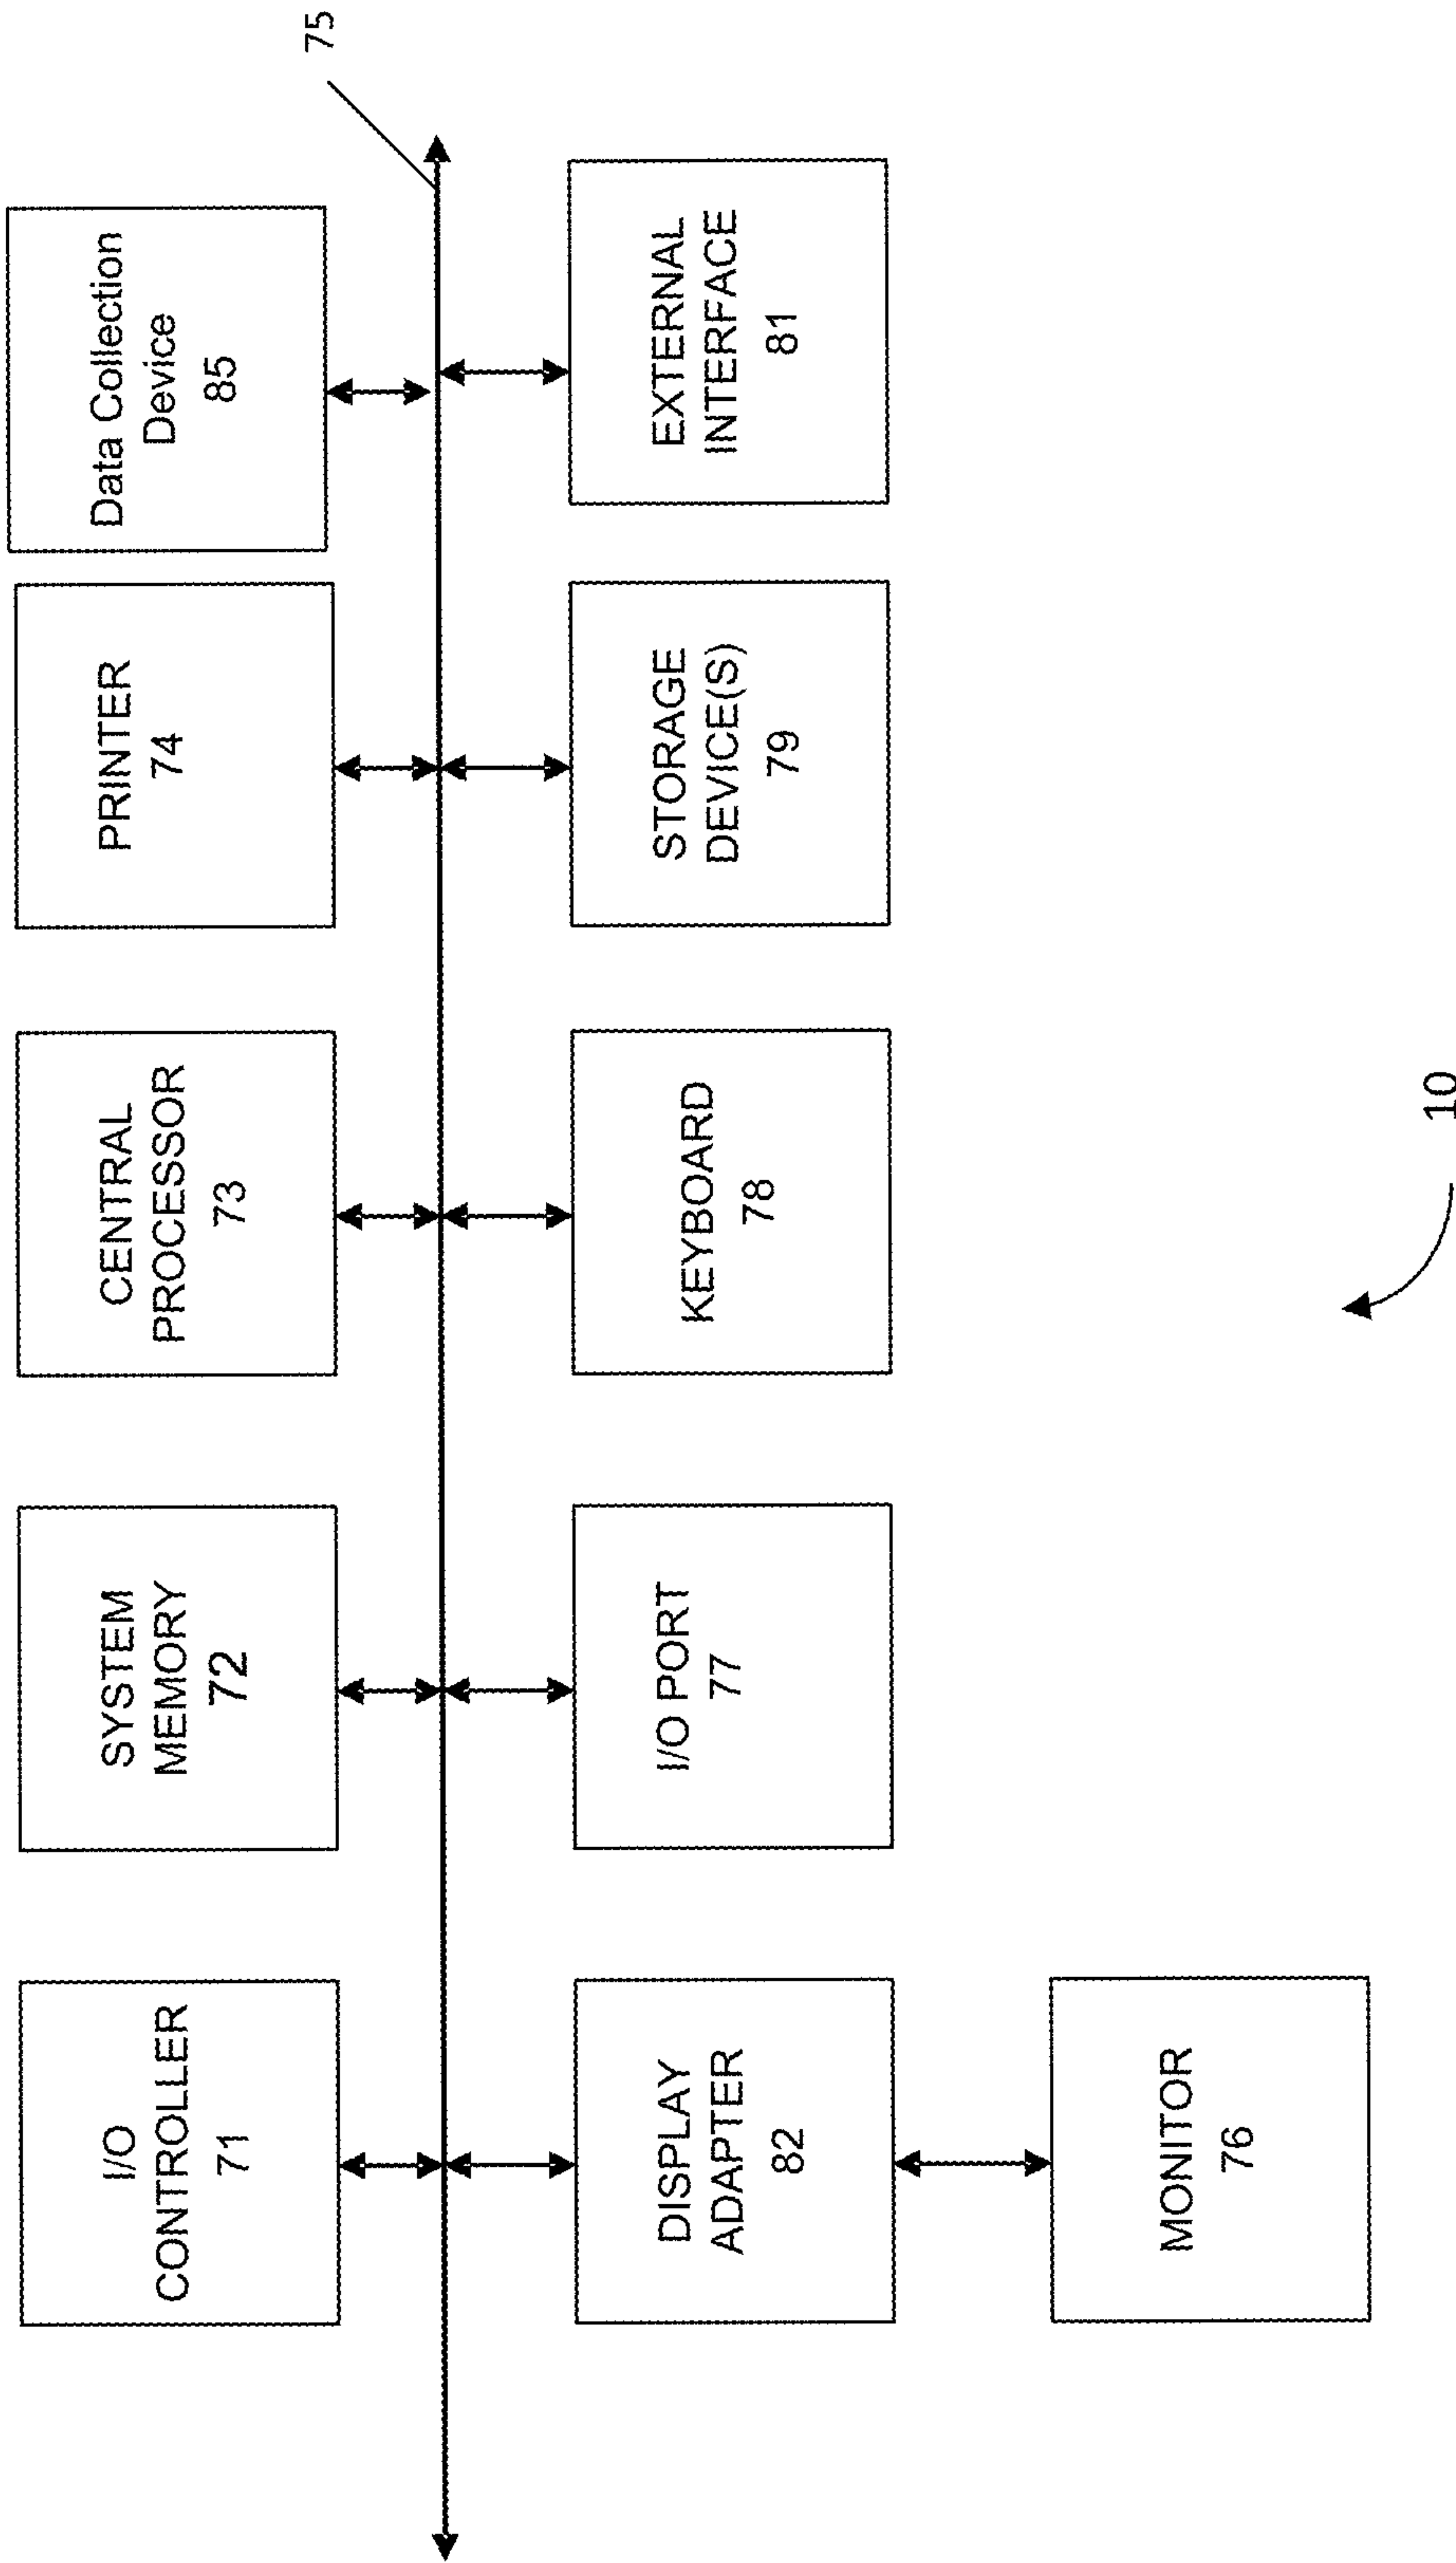 I/O
CONTROLLER
71
SYSTEM
MEMORY
72
CENTRAL
PROCESSOR
73
PRINTER
74
Data Collection
Device
85
75
DISPLAY
ADAPTER
82
I/O PORT
77
KEYBOARD
78
STORAGE
DEVICE(S)
79
EXTERNAL
INTERFACE
81
MONITOR
76
10